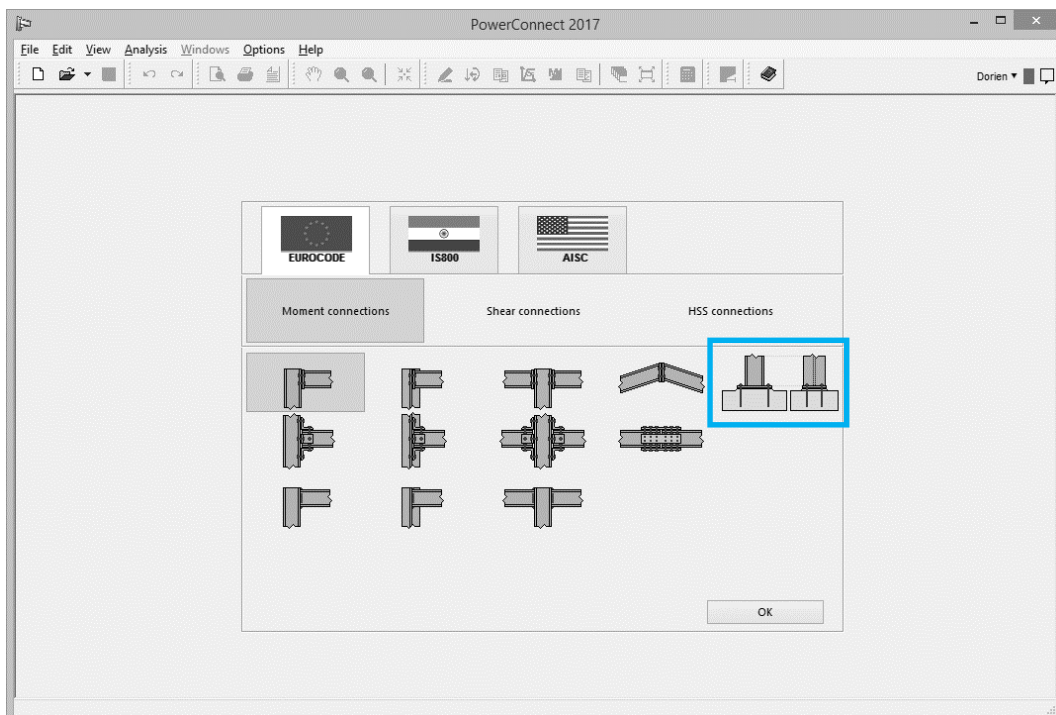 PowerConnect 2017
File Edit View Analysis Windows Options Help
Dorien
EUROCODE IS800 AISC
Moment connections Shear connections HSS connections
OK